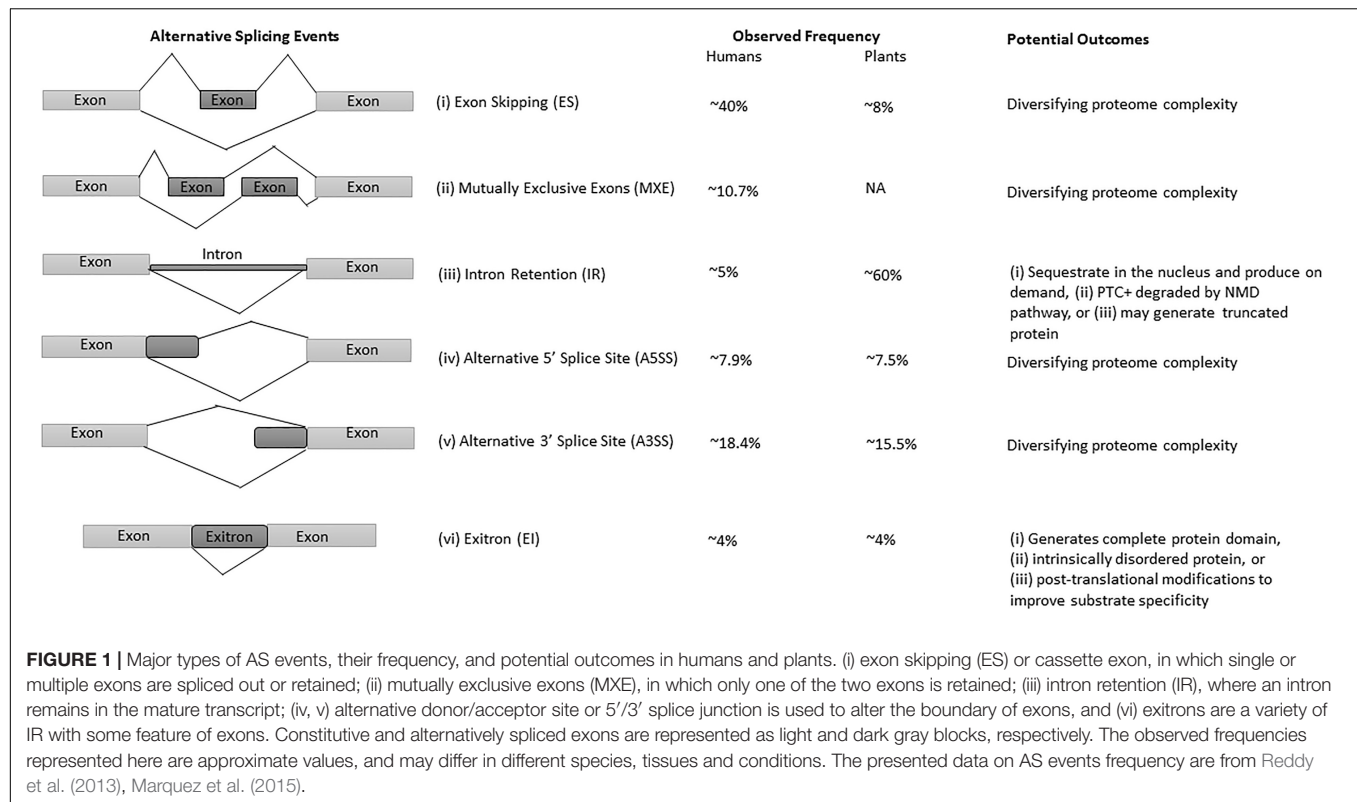 Alternative Splicing Events
Observed Frequency
Potential Outcomes
Humans
Plants
Exon
Exon
Exon
(i) Exon Skipping (ES)
~40%
~8%
Diversifying proteome complexity
Exon
Exon
Exon
Exon
(ii) Mutually Exclusive Exons (MXE)
~10.7%
NA
Diversifying proteome complexity
Exon
Intron
Exon
(iii) Intron Retention (IR)
~5%
~60%
(i) Sequestrate in the nucleus and produce on
demand, (ii) PTC+ degraded by NMD
pathway, or (iii) may generate truncated
protein
Exon
Exon
(iv) Alternative 5′ Splice Site (A5SS)
~7.9%
~7.5%
Diversifying proteome complexity
Exon
Exon
(v) Alternative 3′ Splice Site (A3SS)
~18.4%
~15.5%
Diversifying proteome complexity
Exon
Exitron
Exon
(vi) Exitron (EI)
~4%
~4%
(i) Generates complete protein domain,
(ii) intrinsically disordered protein, or
(iii) post-translational modifications to
improve substrate specificity
FIGURE 1 | Major types of AS events, their frequency, and potential outcomes in humans and plants. (i) exon skipping (ES) or cassette exon, in which single or
multiple exons are spliced out or retained; (ii) mutually exclusive exons (MXE), in which only one of the two exons is retained; (iii) intron retention (IR), where an intron
remains in the mature transcript; (iv, v) alternative donor/acceptor site or 5′/3′ splice junction is used to alter the boundary of exons, and (vi) exitrons are a variety of
IR with some feature of exons. Constitutive and alternatively spliced exons are represented as light and dark gray blocks, respectively. The observed frequencies
represented here are approximate values, and may differ in different species, tissues and conditions. The presented data on AS events frequency are from Reddy
et al. (2013), Marquez et al. (2015).